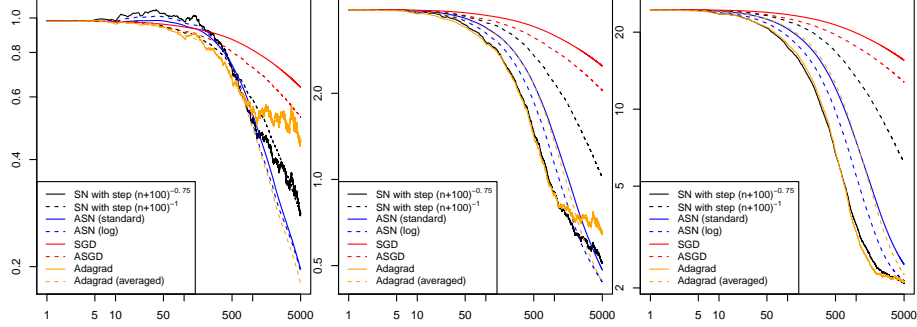 1.0
0.8
0.6
0.4
0.2
SN with step (n+100)^−0.75
SN with step (n+100)^−1
ASN (standard)
ASN (log)
SGD
ASGD
Adagrad
Adagrad (averaged)
1 5 10 50 500 5000
2.0
1.0
0.5
SN with step (n+100)^−0.75
SN with step (n+100)^−1
ASN (standard)
ASN (log)
SGD
ASGD
Adagrad
Adagrad (averaged)
1 5 10 50 500 5000
20
10
5
2
SN with step (n+100)^−0.75
SN with step (n+100)^−1
ASN (standard)
ASN (log)
SGD
ASGD
Adagrad
Adagrad (averaged)
1 5 10 50 500 5000